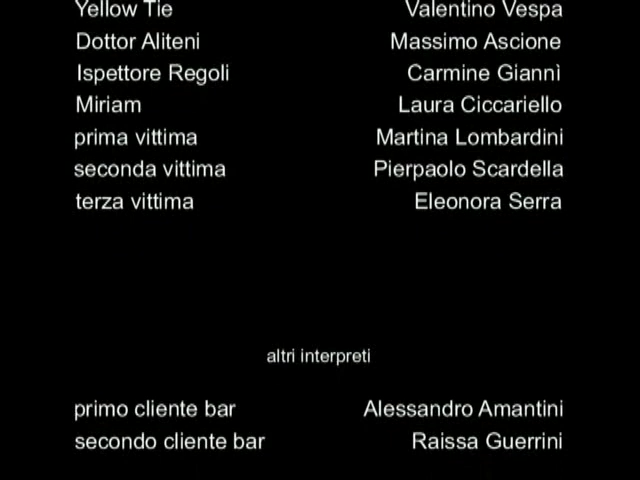 Yellow Tie Valentino Vespa
Dottor Aliteni Massimo Ascione
Ispettore Regoli Carmine Giannì
Miriam Laura Ciccariello
prima vittima Martina Lombardini
seconda vittima Pierpaolo Scardella
terza vittima Eleonora Serra
altri interpreti
primo cliente bar Alessandro Amantini
secondo cliente bar Raissa Guerrini